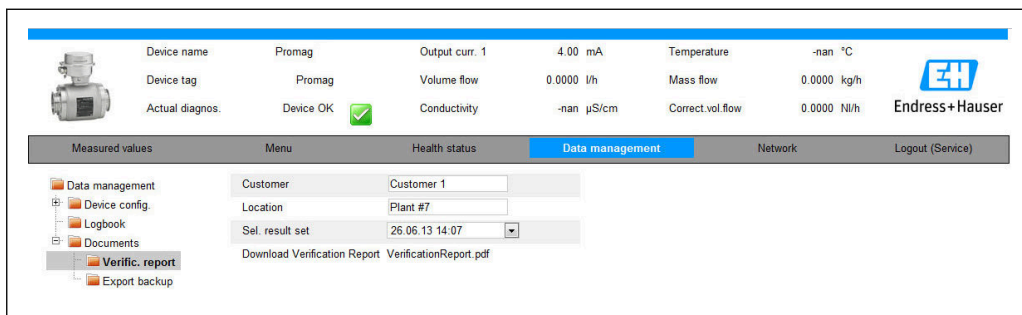 Device name Promag Output curr. 1 4.00 mA Temperature -nan °C
Device tag Promag Volume flow 0.0000 l/h Mass flow 0.0000 kg/h
Actual diagnos. Device OK Conductivity -nan µS/cm Correct.vol.flow 0.0000 Nl/h
EH
Endress+Hauser
Measured values Menu Health status Data management Network Logout (Service)
Data management
Device config.
Logbook
Documents
Verific. report
Export backup
Customer Customer 1
Location Plant #7
Sel. result set 26.06.13 14:07
Download Verification Report VerificationReport.pdf